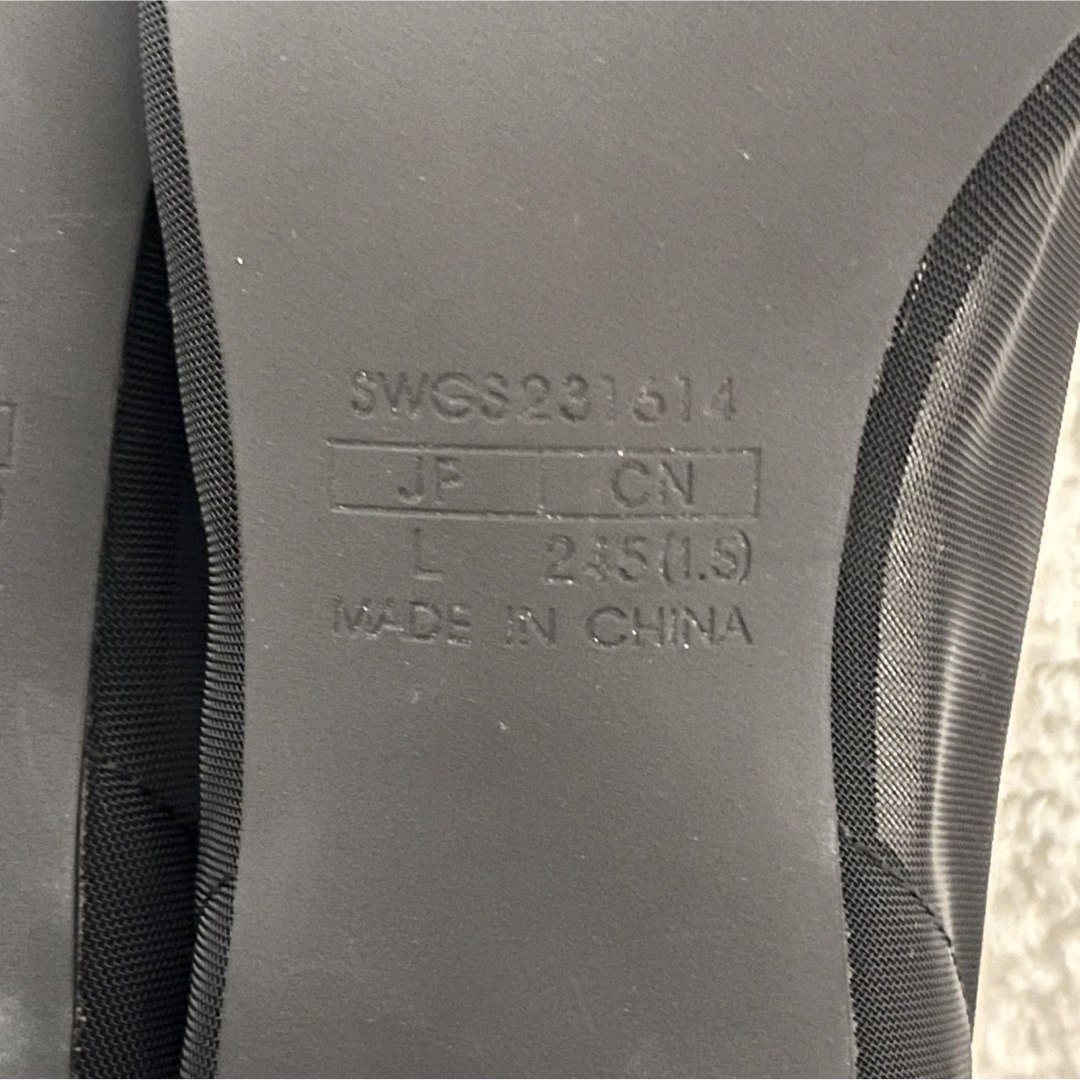 SWGS231614
JP CN
L 245(1.5)
MADE IN CHINA